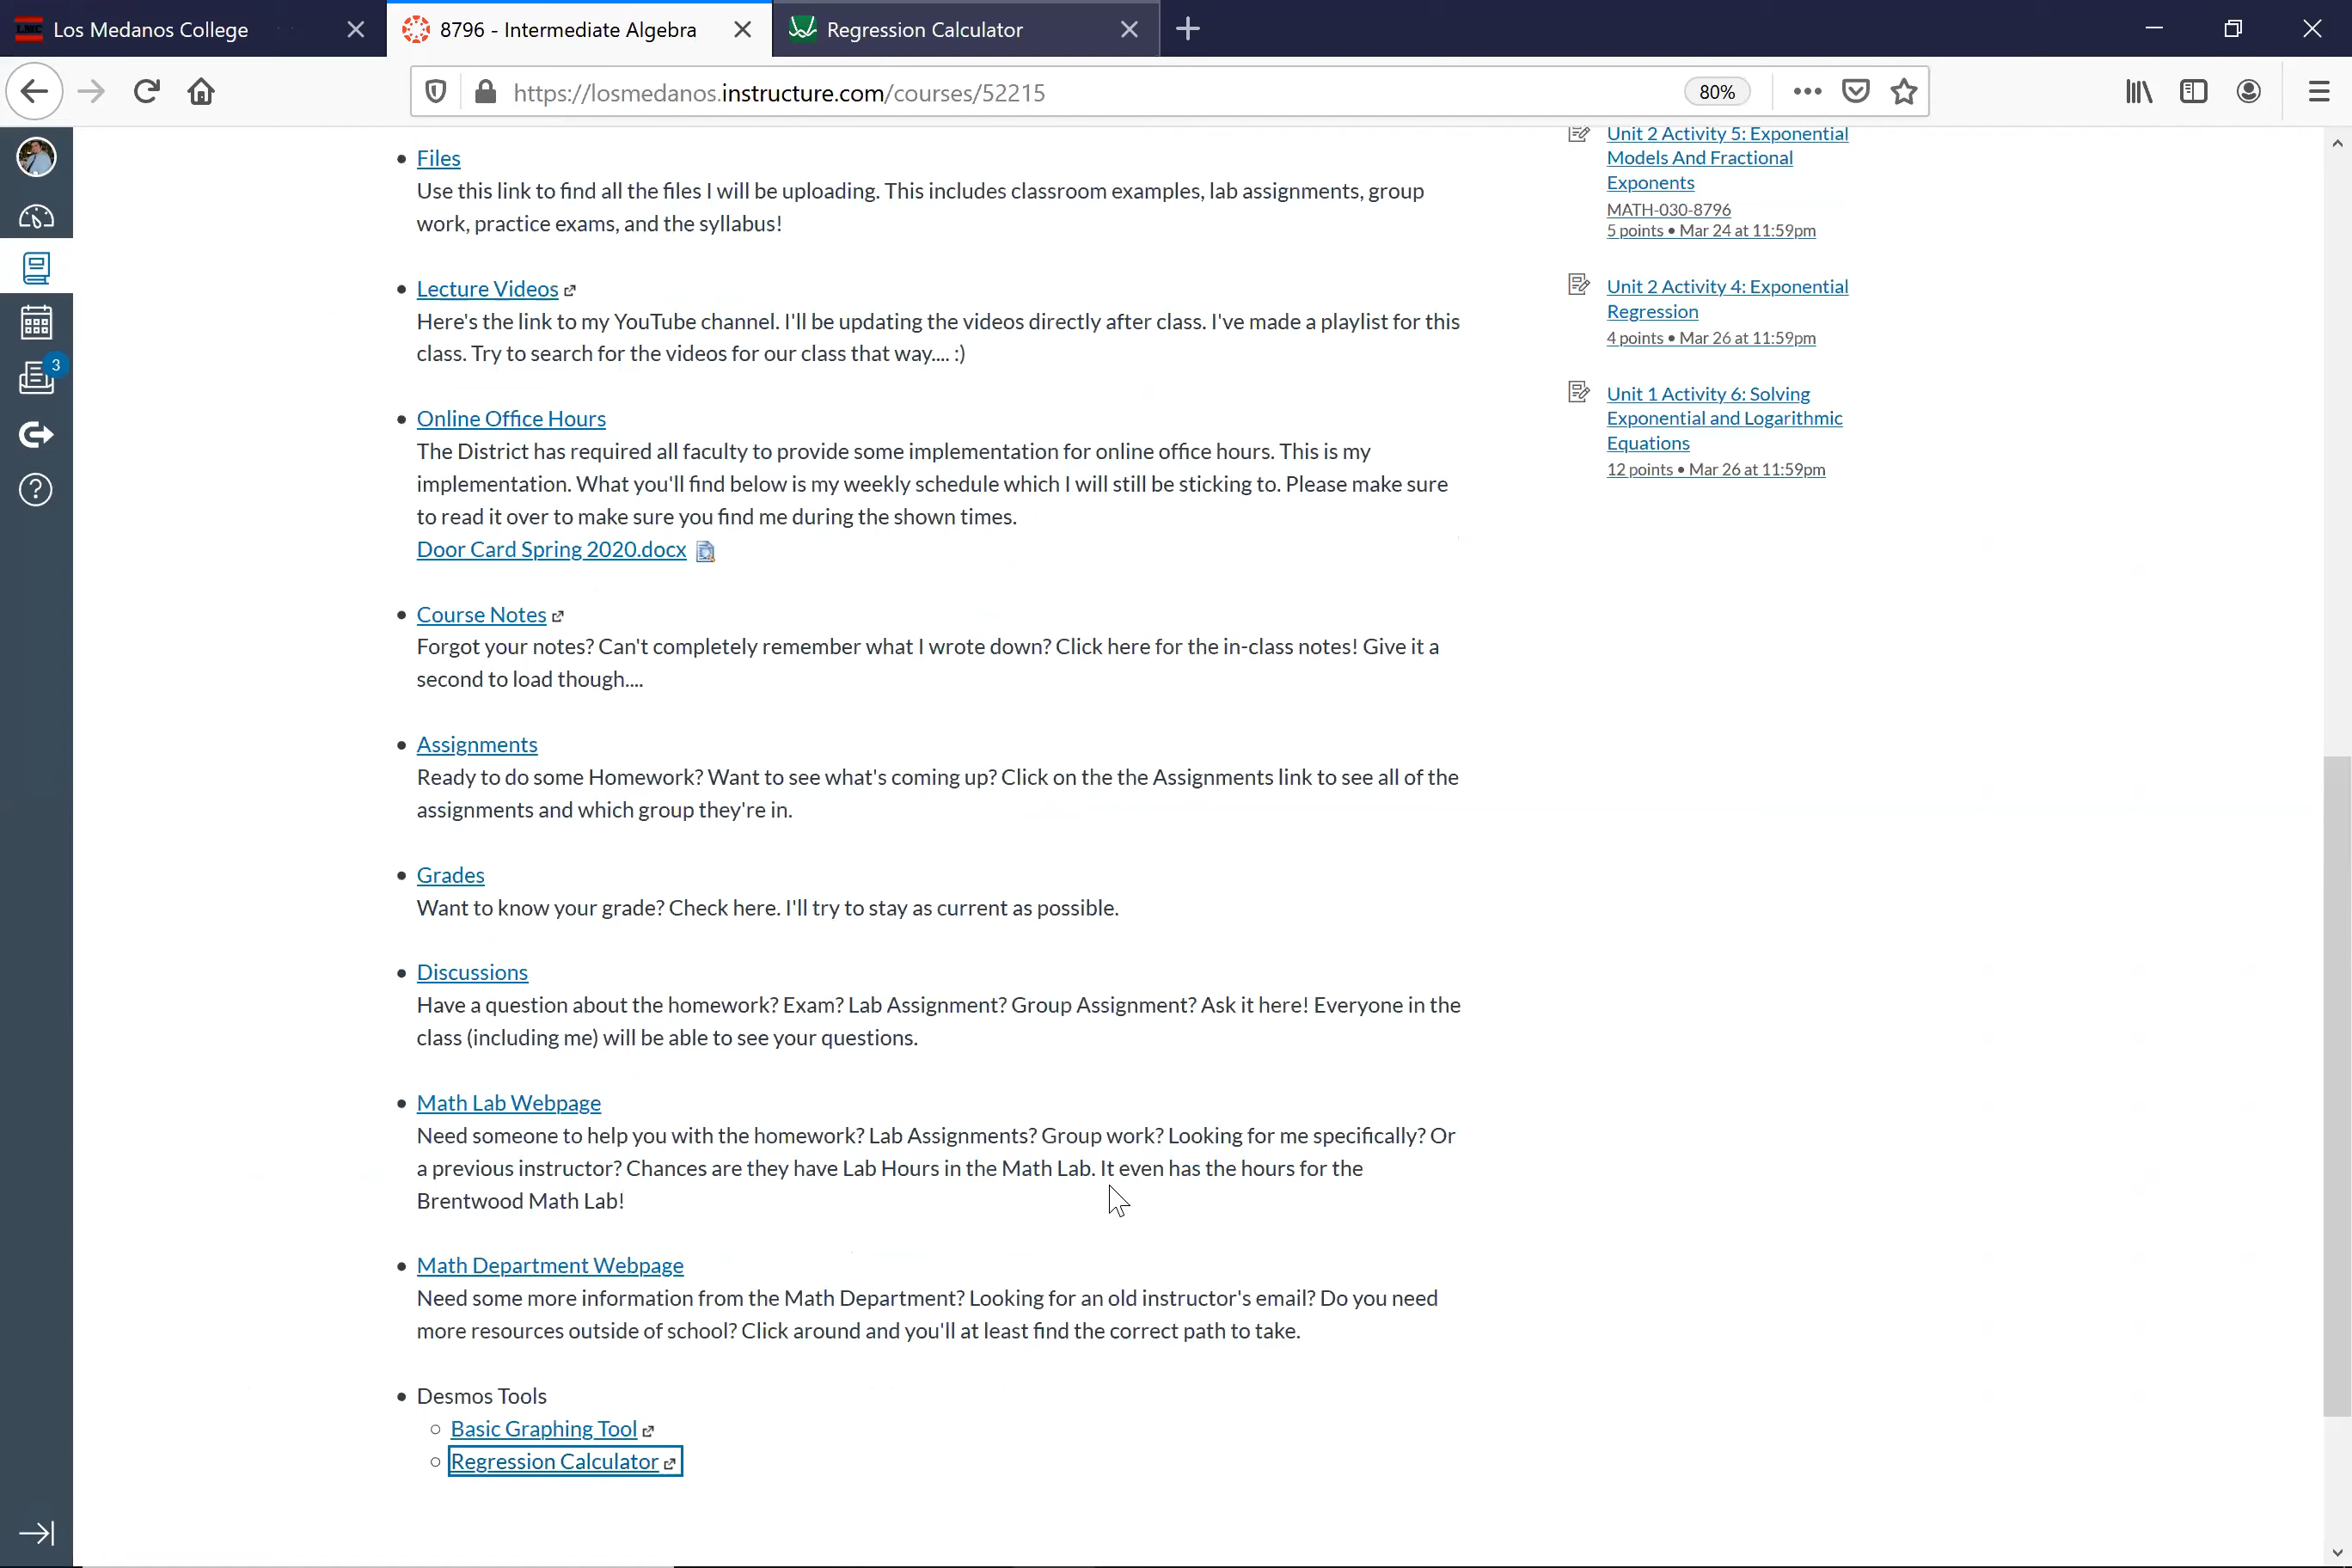 Los Medanos College
8796 - Intermediate Algebra
Regression Calculator
https://losmedanos.instructure.com/courses/52215
80%
3
Files
Use this link to find all the files I will be uploading. This includes classroom examples, lab assignments, group
work, practice exams, and the syllabus!
Lecture Videos
Here's the link to my YouTube channel. I'll be updating the videos directly after class. I've made a playlist for this
class. Try to search for the videos for our class that way.... :)
Online Office Hours
The District has required all faculty to provide some implementation for online office hours. This is my
implementation. What you'll find below is my weekly schedule which I will still be sticking to. Please make sure
to read it over to make sure you find me during the shown times.
Door Card Spring 2020.docx
Course Notes
Forgot your notes? Can't completely remember what I wrote down? Click here for the in-class notes! Give it a
second to load though....
Assignments
Ready to do some Homework? Want to see what's coming up? Click on the the Assignments link to see all of the
assignments and which group they're in.
Grades
Want to know your grade? Check here. I'll try to stay as current as possible.
Discussions
Have a question about the homework? Exam? Lab Assignment? Group Assignment? Ask it here! Everyone in the
class (including me) will be able to see your questions.
Math Lab Webpage
Need someone to help you with the homework? Lab Assignments? Group work? Looking for me specifically? Or
a previous instructor? Chances are they have Lab Hours in the Math Lab. It even has the hours for the
Brentwood Math Lab!
Math Department Webpage
Need some more information from the Math Department? Looking for an old instructor's email? Do you need
more resources outside of school? Click around and you'll at least find the correct path to take.
Desmos Tools
Basic Graphing Tool
Regression Calculator
Unit 2 Activity 5: Exponential
Models And Fractional
Exponents
MATH-030-8796
5 points • Mar 24 at 11:59pm
Unit 2 Activity 4: Exponential
Regression
4 points • Mar 26 at 11:59pm
Unit 1 Activity 6: Solving
Exponential and Logarithmic
Equations
12 points • Mar 26 at 11:59pm